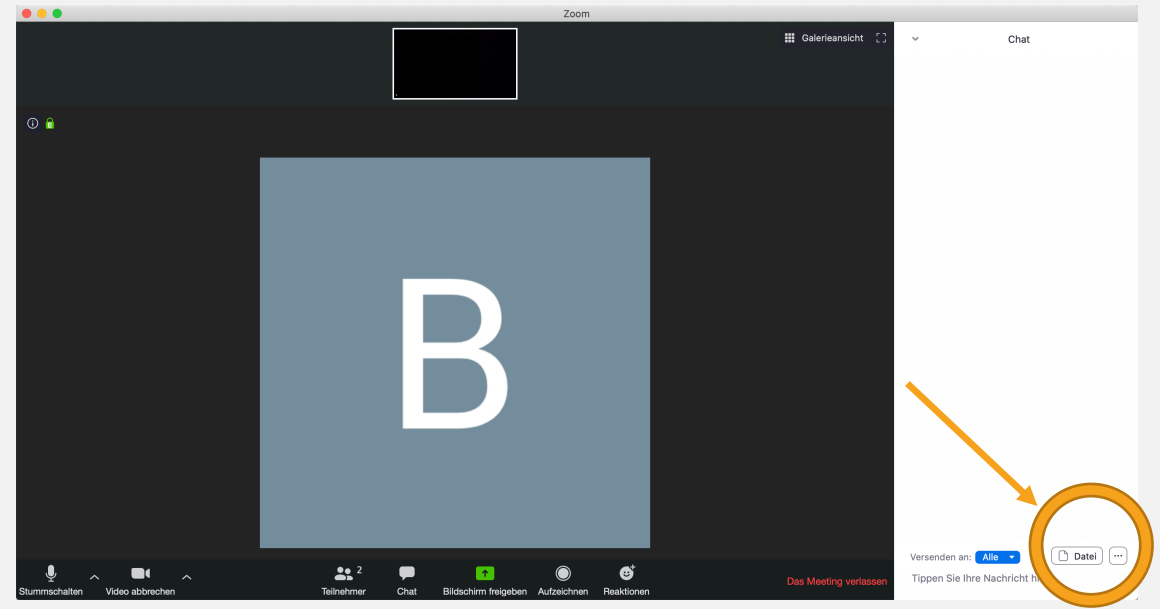 Zoom
Galerieansicht
Chat
B
Versenden an: Alle
Datei
Tippen Sie Ihre Nachricht
2
Stummschalten
Video abbrechen
Teilnehmer
Chat
Bildschirm freigeben
Aufzeichnen
Reaktionen
Das Meeting verlassen